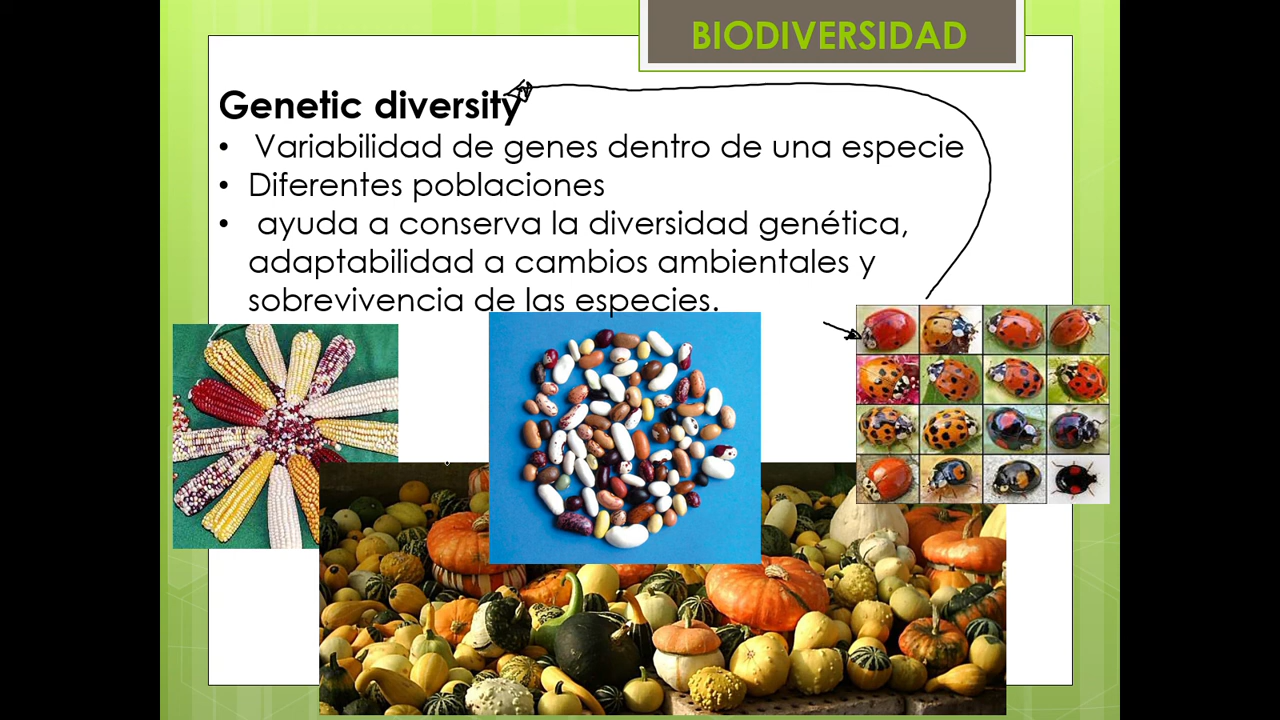 BIODIVERSIDAD
Genetic diversity
• Variabilidad de genes dentro de una especie
• Diferentes poblaciones
• ayuda a conserva la diversidad genética,
adaptabilidad a cambios ambientales y
sobrevivencia de las especies.